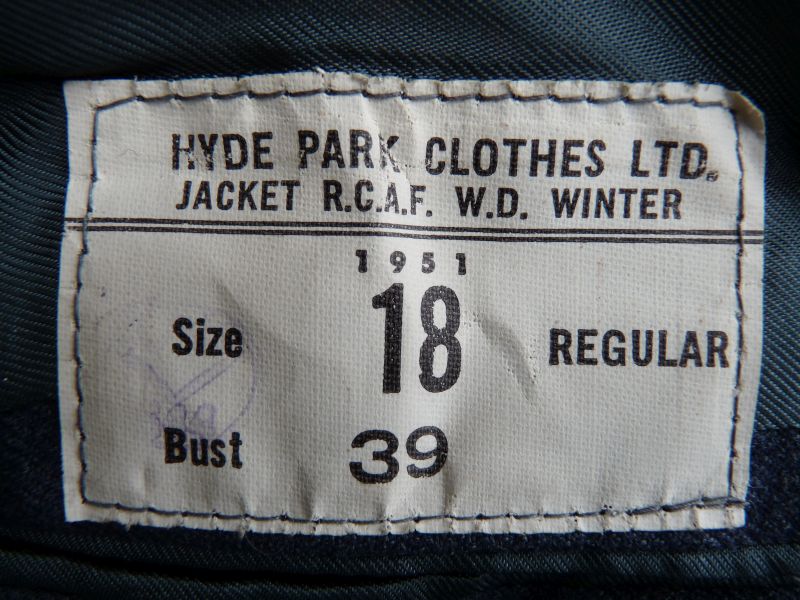 HYDE PARK CLOTHES LTD.
JACKET R.C.A.F. W.D. WINTER
1951
Size 18 REGULAR
Bust 39